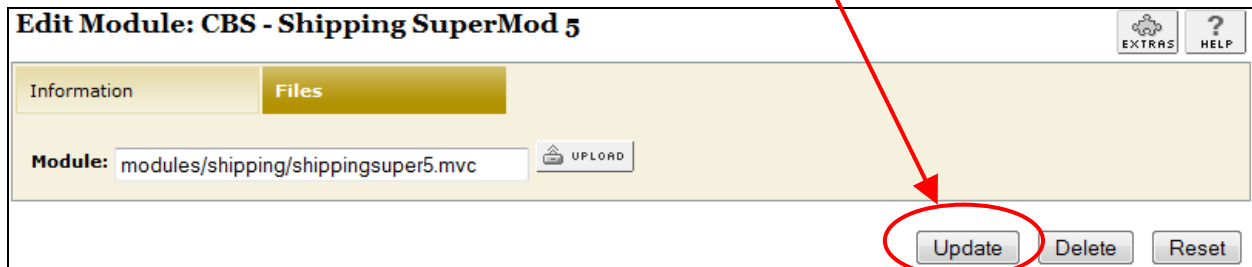 Edit Module: CBS - Shipping SuperMod 5
EXTRAS
? HELP
Information Files
Module: modules/shipping/shippingsuper5.mvc UPLOAD
Update Delete Reset